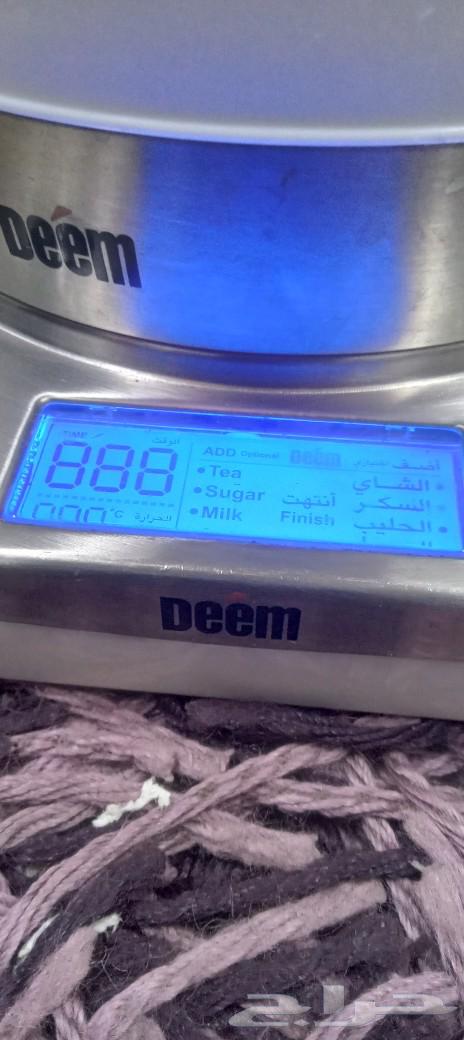 Deem
TIME الوقت
888
°C الحرارة
ADD Optional Deem اختياري أضف
• Tea الشاي •
• Sugar أنتهت السكر •
• Milk Finish الحليب •
Deem
حراج